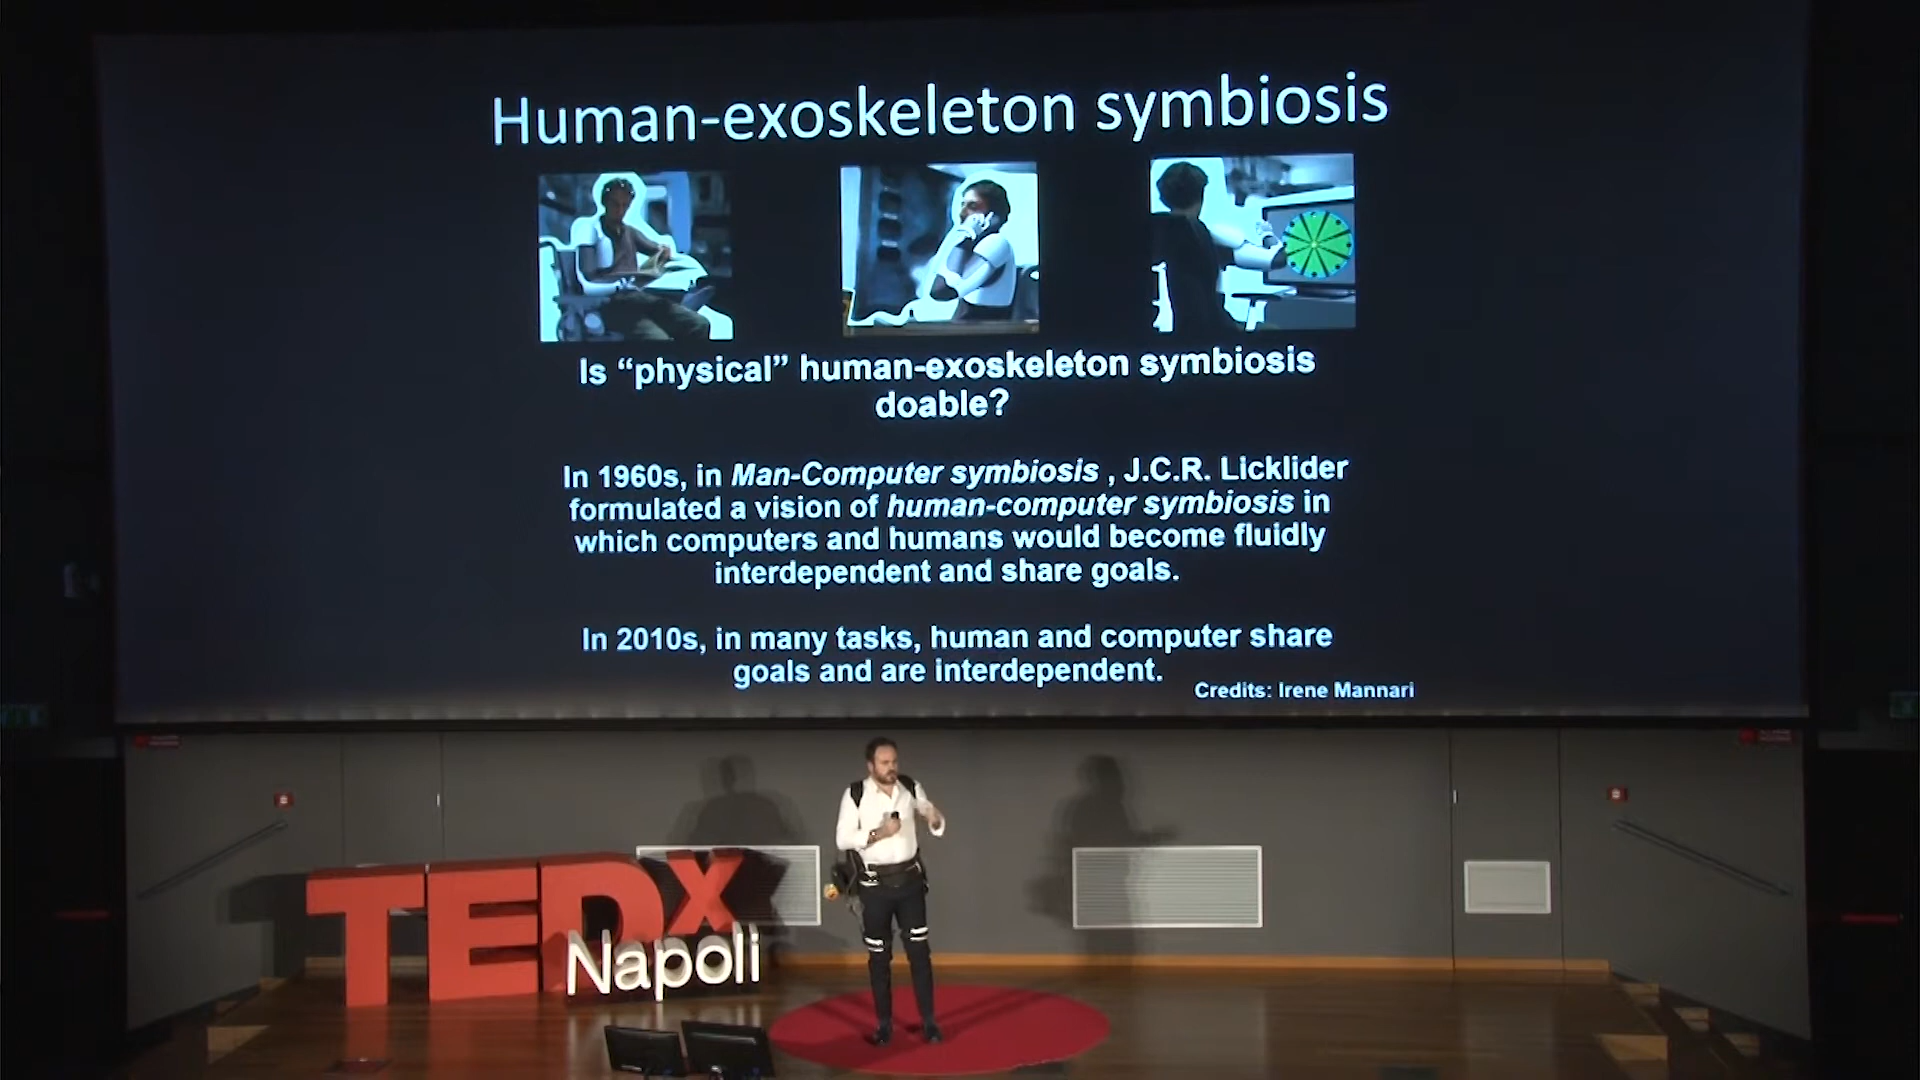 Human-exoskeleton symbiosis
Is “physical” human-exoskeleton symbiosis
doable?
In 1960s, in Man-Computer symbiosis , J.C.R. Licklider
formulated a vision of human-computer symbiosis in
which computers and humans would become fluidly
interdependent and share goals.
In 2010s, in many tasks, human and computer share
goals and are interdependent.
Credits: Irene Mannari
TEDx
Napoli